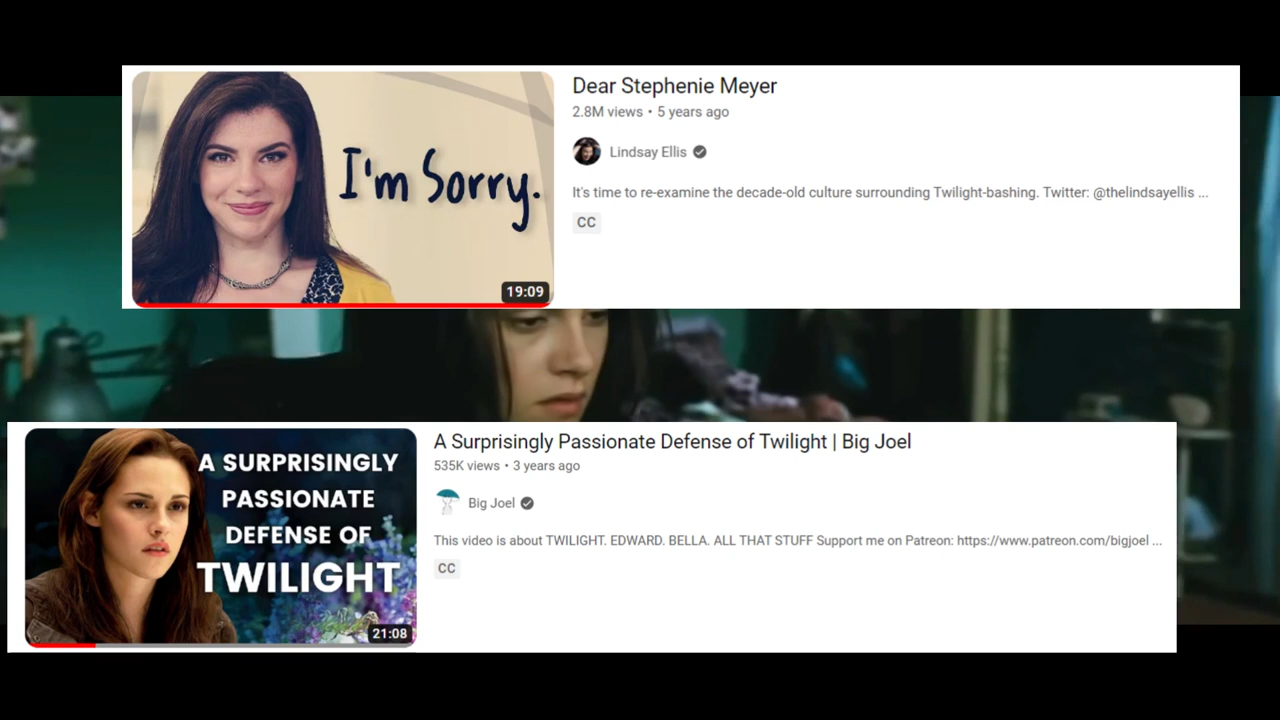 Dear Stephenie Meyer
2.8M views • 5 years ago
Lindsay Ellis
I'm Sorry.
It's time to re-examine the decade-old culture surrounding Twilight-bashing. Twitter: @thelindsayellis ...
CC
19:09
A Surprisingly Passionate Defense of Twilight | Big Joel
535K views • 3 years ago
A SURPRISINGLY
PASSIONATE
DEFENSE OF
TWILIGHT
Big Joel
This video is about TWILIGHT. EDWARD. BELLA. ALL THAT STUFF Support me on Patreon: https://www.patreon.com/bigjoel ...
CC
21:08